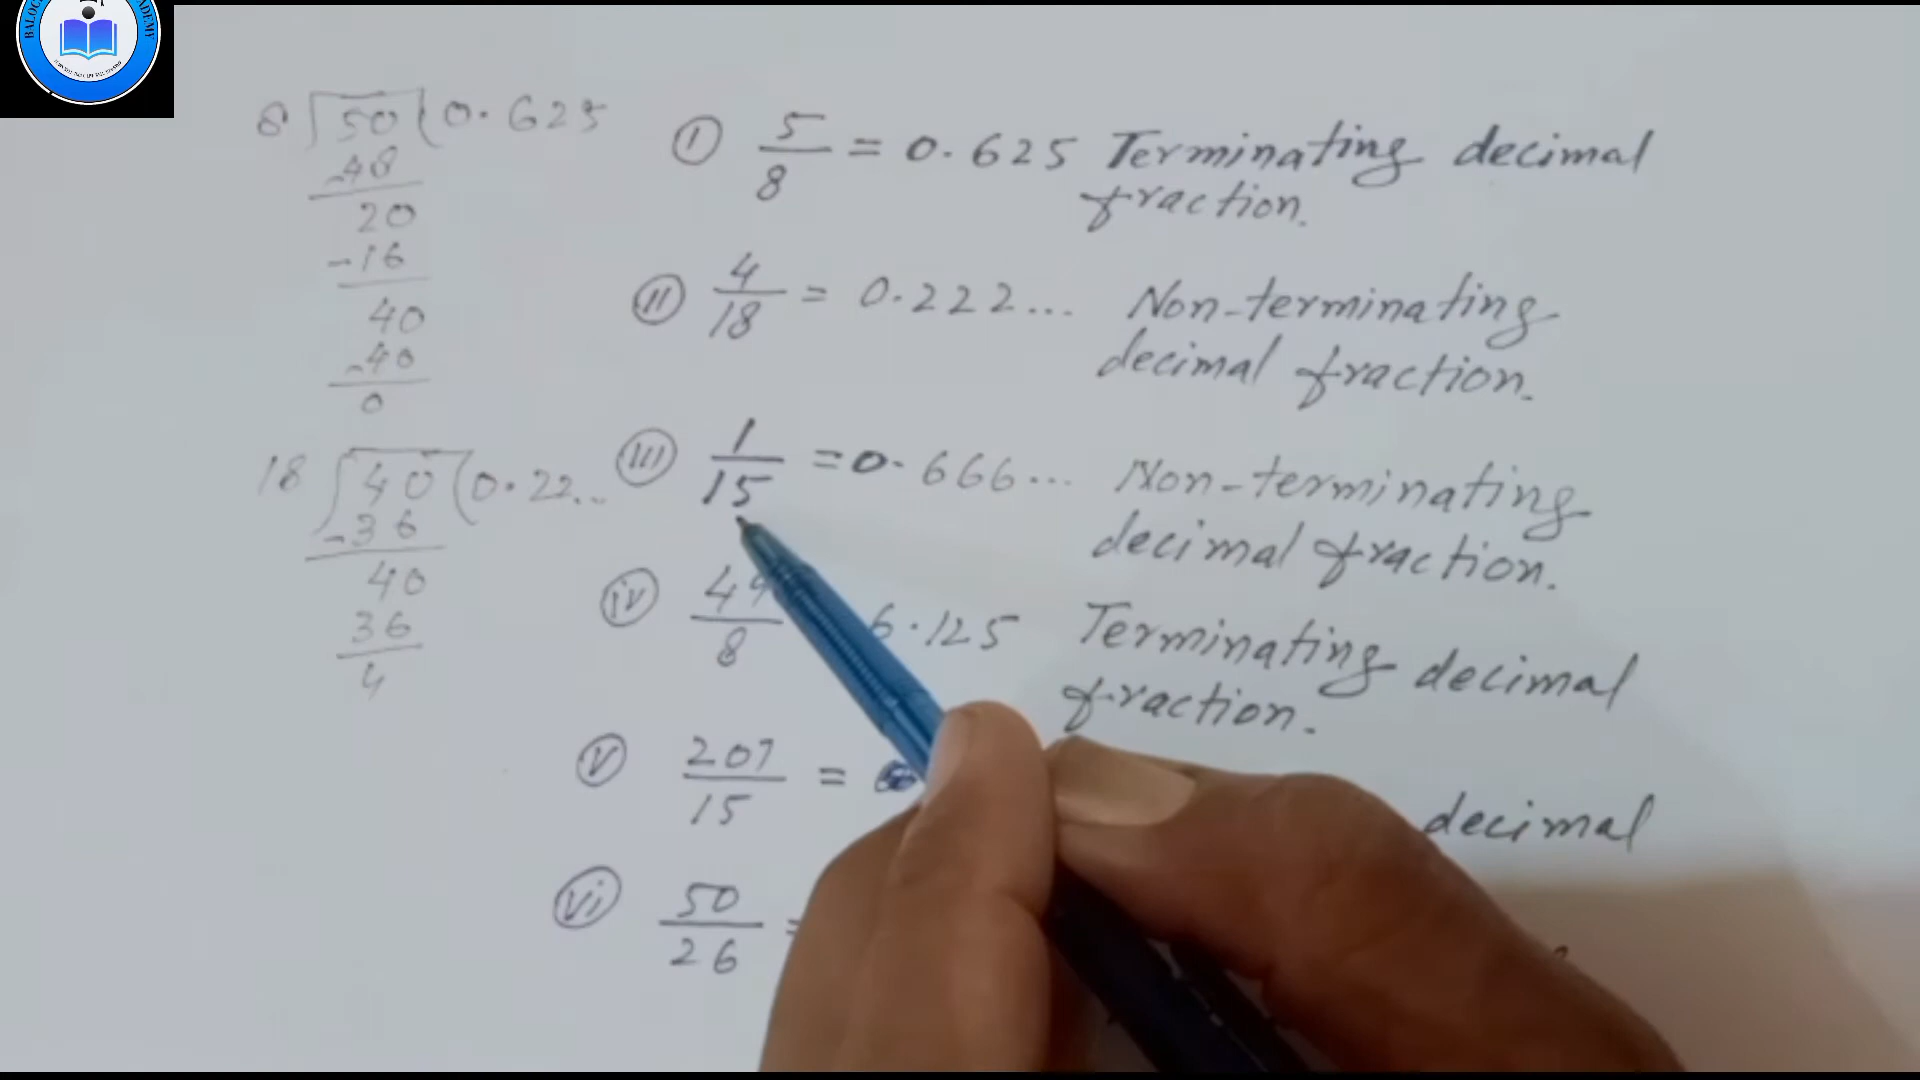 8 50 0.625
-48
20
-16
40
-40
0
18 40 0.22...
-36
40
36
4
i 5/8 = 0.625 Terminating decimal
fraction.
ii 4/18 = 0.222... Non-terminating
decimal fraction.
iii 1/15 = 0.666... Non-terminating
decimal fraction.
iv 49/8 6.125 Terminating decimal
fraction.
v 207/15 = decimal
vi 50/26 =